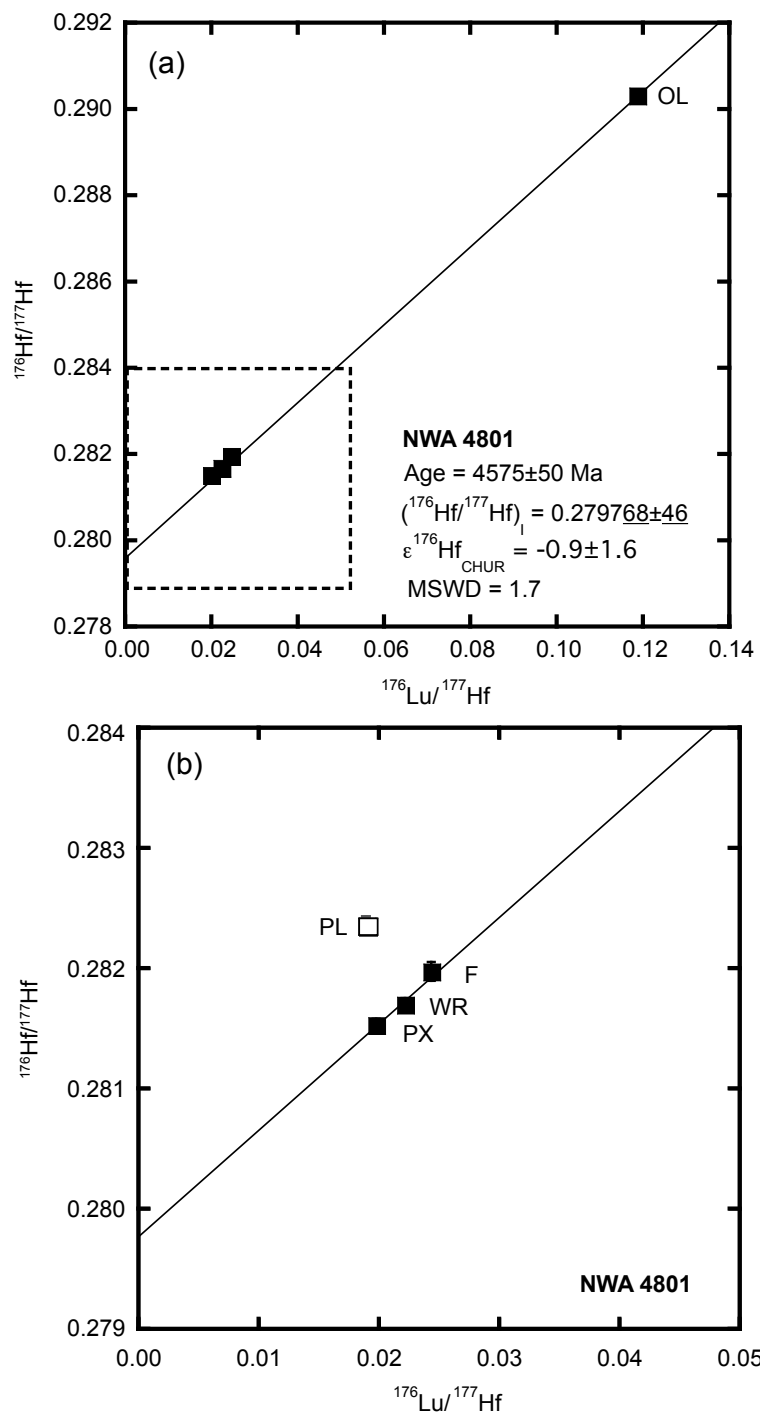 0.292
(a)
0.290
OL
0.288
0.286
¹⁷⁶Hf/¹⁷⁷Hf
0.284
0.282
NWA 4801
Age = 4575±50 Ma
(¹⁷⁶Hf/¹⁷⁷Hf)I = 0.27968±46
ε¹⁷⁶HfCHUR = -0.9±1.6
MSWD = 1.7
0.280
0.278
0.00 0.02 0.04 0.06 0.08 0.10 0.12 0.14
¹⁷⁶Lu/¹⁷⁷Hf
0.284
(b)
0.283
PL
0.282
F
WR
PX
¹⁷⁶Hf/¹⁷⁷Hf
0.281
0.280
NWA 4801
0.279
0.00 0.01 0.02 0.03 0.04 0.05
¹⁷⁶Lu/¹⁷⁷Hf